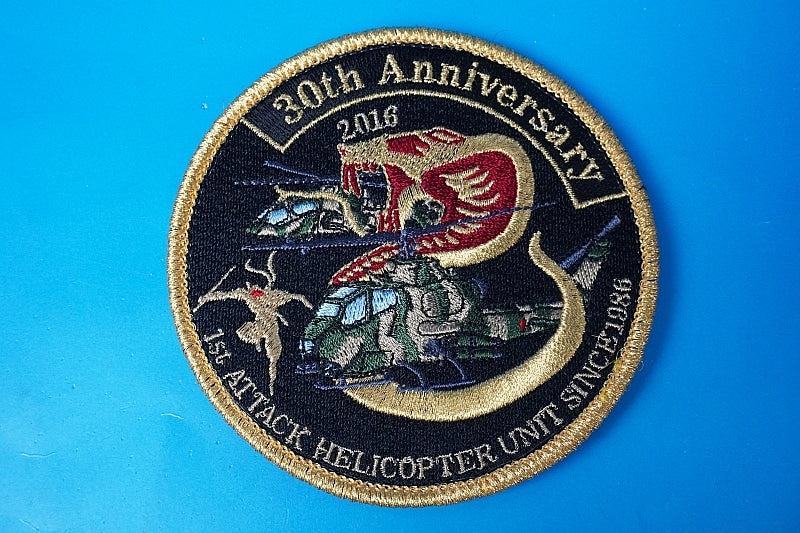 30th Anniversary
2016
1st ATTACK HELICOPTER UNIT SINCE 1986